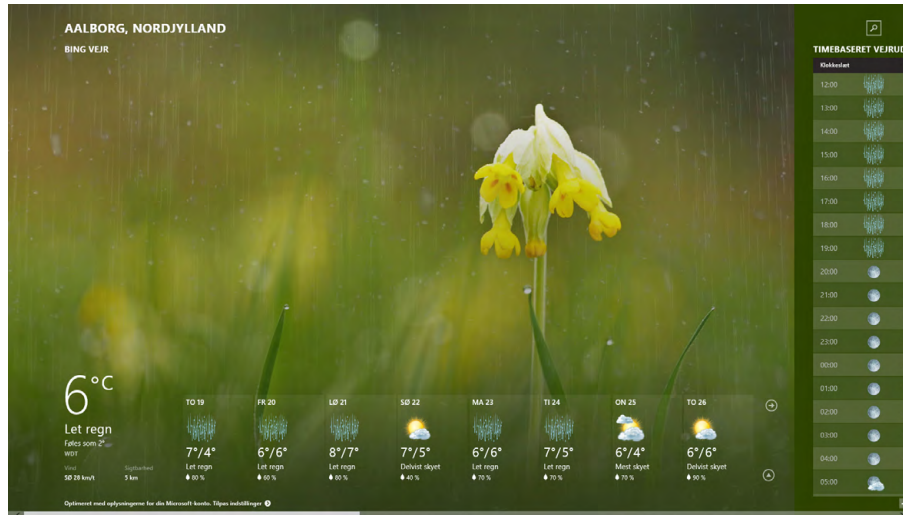 AALBORG, NORDJYLLAND
BING VEJR
6°C
Let regn
Føles som 2°
WDT
Vind
Sigtbarhed
SØ 28 km/t
5 km
TO 19
7°/4°
Let regn
80 %
FR 20
6°/6°
Let regn
60 %
LØ 21
8°/7°
Let regn
80 %
SØ 22
7°/5°
Delvist skyet
40 %
MA 23
6°/6°
Let regn
70 %
TI 24
7°/5°
Let regn
70 %
ON 25
6°/4°
Mest skyet
70 %
TO 26
6°/6°
Delvist skyet
90 %
Optimeret med oplysningerne for din Microsoft-konto. Tilpas indstillinger
TIMEBASERET VEJRUD
Klokkeslæt
12:00
13:00
14:00
15:00
16:00
17:00
18:00
19:00
20:00
21:00
22:00
23:00
00:00
01:00
02:00
03:00
04:00
05:00